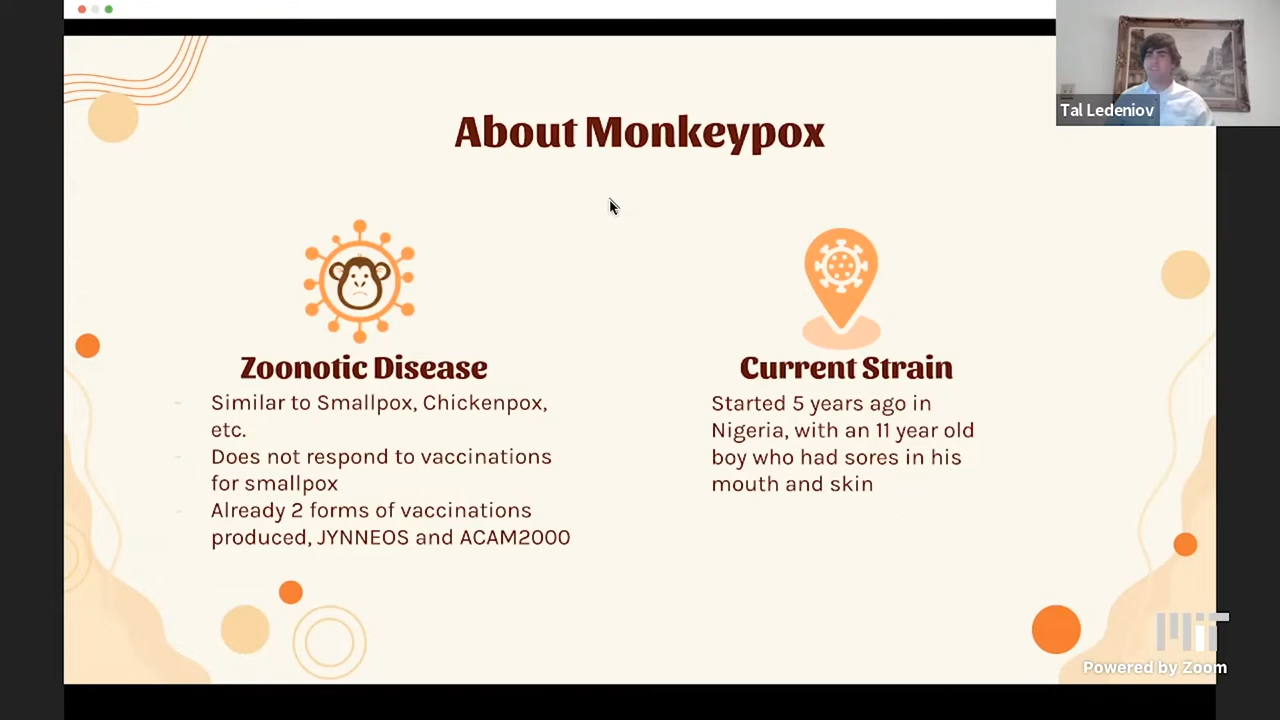 Tal Ledeniov
About Monkeypox
Zoonotic Disease
- Similar to Smallpox, Chickenpox,
etc.
- Does not respond to vaccinations
for smallpox
- Already 2 forms of vaccinations
produced, JYNNEOS and ACAM2000
Current Strain
Started 5 years ago in
Nigeria, with an 11 year old
boy who had sores in his
mouth and skin
MIT
Powered by Zoom